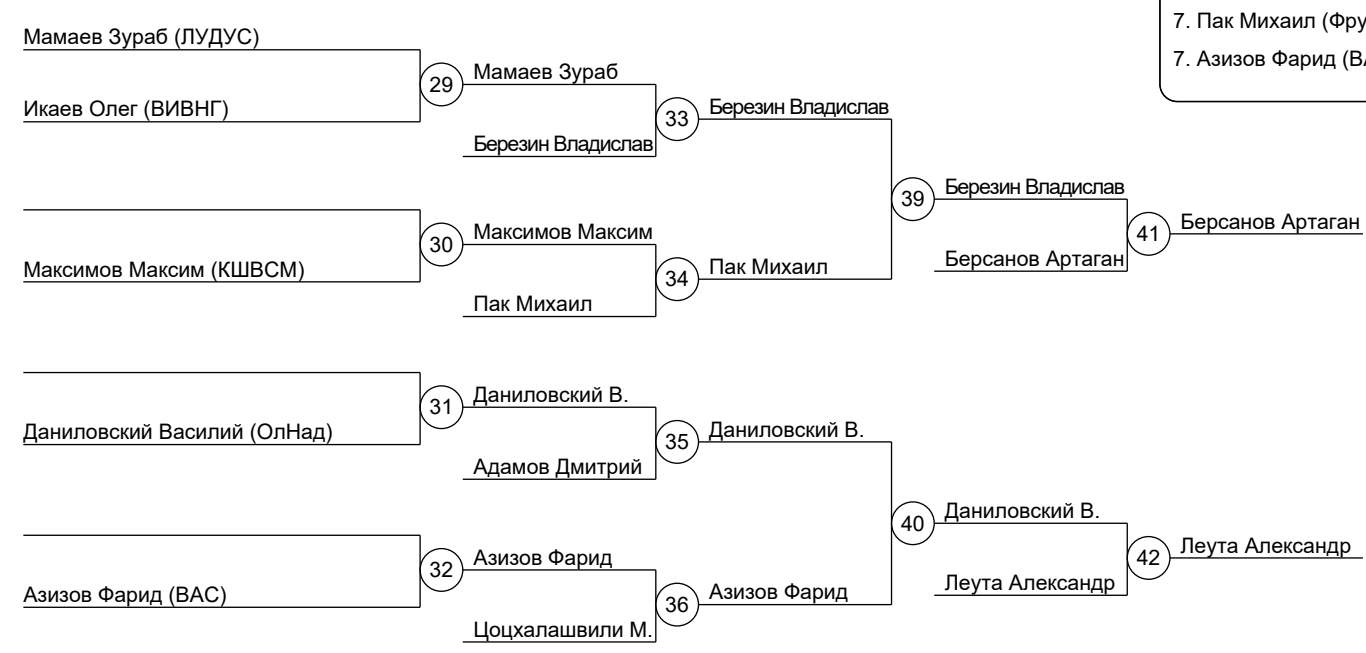 7. Пак Михаил (Фру
Мамаев Зураб (ЛУДУС)
7. Азизов Фарид (ВА
29
Мамаев Зураб
Икаев Олег (ВИВНГ)
33
Березин Владислав
Березин Владислав
39
Березин Владислав
Максимов Максим
41
Берсанов Артаган
30
Берсанов Артаган
Максимов Максим (КШВСМ)
34
Пак Михаил
Пак Михаил
31
Даниловский В.
Даниловский Василий (ОлНад)
35
Даниловский В.
Адамов Дмитрий
40
Даниловский В.
32
Азизов Фарид
42
Леута Александр
Азизов Фарид (ВАС)
36
Азизов Фарид
Леута Александр
Цоцхалашвили М.